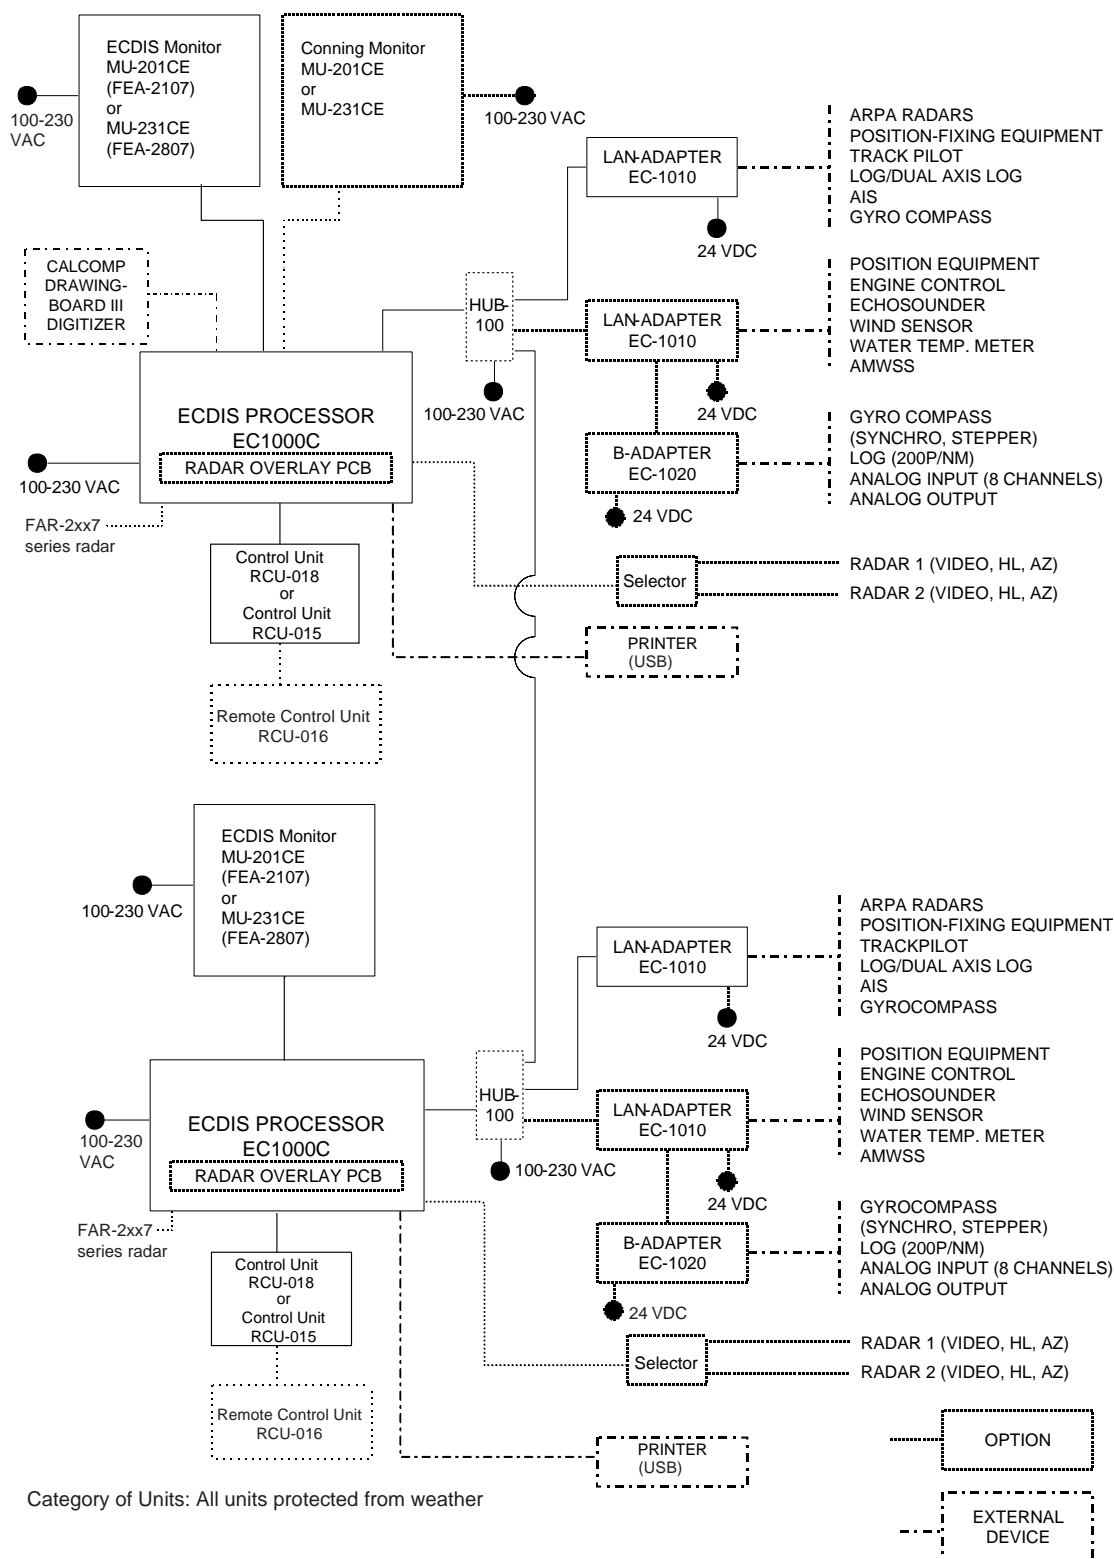 ECDIS Monitor
MU-201CE
(FEA-2107)
or
MU-231CE
(FEA-2807)
Conning Monitor
MU-201CE
or
MU-231CE
100-230
VAC
100-230 VAC
LAN-ADAPTER
EC-1010
24 VDC
ARPA RADARS
POSITION-FIXING EQUIPMENT
TRACK PILOT
LOG/DUAL AXIS LOG
AIS
GYRO COMPASS
CALCOMP
DRAWING-
BOARD III
DIGITIZER
HUB-
100
100-230 VAC
LAN-ADAPTER
EC-1010
24 VDC
POSITION EQUIPMENT
ENGINE CONTROL
ECHOSOUNDER
WIND SENSOR
WATER TEMP. METER
AMWSS
ECDIS PROCESSOR
EC1000C
RADAR OVERLAY PCB
100-230 VAC
B-ADAPTER
EC-1020
24 VDC
GYRO COMPASS
(SYNCHRO, STEPPER)
LOG (200P/NM)
ANALOG INPUT (8 CHANNELS)
ANALOG OUTPUT
FAR-2xx7
series radar
Control Unit
RCU-018
or
Control Unit
RCU-015
Selector
RADAR 1 (VIDEO, HL, AZ)
RADAR 2 (VIDEO, HL, AZ)
PRINTER
(USB)
Remote Control Unit
RCU-016
ECDIS Monitor
MU-201CE
(FEA-2107)
or
MU-231CE
(FEA-2807)
100-230 VAC
LAN-ADAPTER
EC-1010
24 VDC
ARPA RADARS
POSITION-FIXING EQUIPMENT
TRACKPILOT
LOG/DUAL AXIS LOG
AIS
GYROCOMPASS
HUB-
100
100-230 VAC
LAN-ADAPTER
EC-1010
24 VDC
POSITION EQUIPMENT
ENGINE CONTROL
ECHOSOUNDER
WIND SENSOR
WATER TEMP. METER
AMWSS
ECDIS PROCESSOR
EC1000C
RADAR OVERLAY PCB
100-230
VAC
B-ADAPTER
EC-1020
24 VDC
GYROCOMPASS
(SYNCHRO, STEPPER)
LOG (200P/NM)
ANALOG INPUT (8 CHANNELS)
ANALOG OUTPUT
FAR-2xx7
series radar
Control Unit
RCU-018
or
Control Unit
RCU-015
Selector
RADAR 1 (VIDEO, HL, AZ)
RADAR 2 (VIDEO, HL, AZ)
Remote Control Unit
RCU-016
PRINTER
(USB)
OPTION
Category of Units: All units protected from weather
EXTERNAL
DEVICE